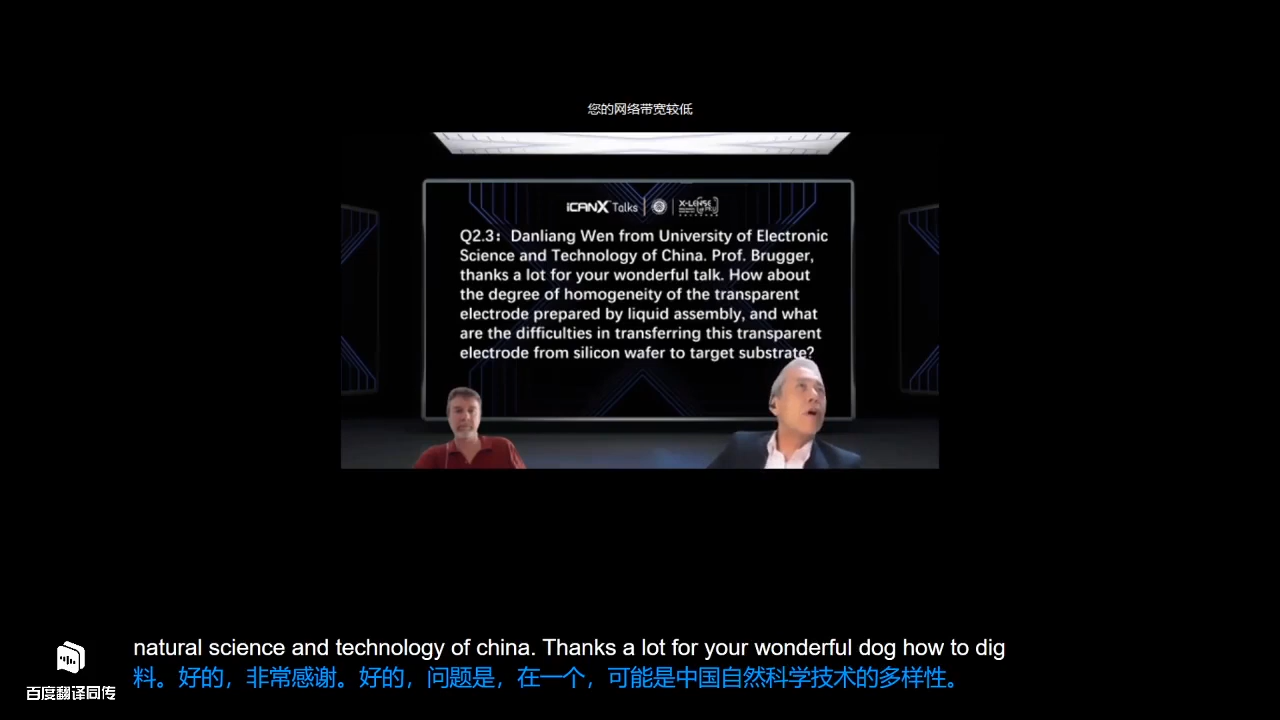 您的网络带宽较低
iCANX Talks X-LENSE
Q2.3: Danliang Wen from University of Electronic
Science and Technology of China. Prof. Brugger,
thanks a lot for your wonderful talk. How about
the degree of homogeneity of the transparent
electrode prepared by liquid assembly, and what
are the difficulties in transferring this transparent
electrode from silicon wafer to target substrate?
natural science and technology of china. Thanks a lot for your wonderful dog how to dig
料。好的，非常感谢。好的，问题是，在一个，可能是中国自然科学技术的多样性。
百度翻译同传